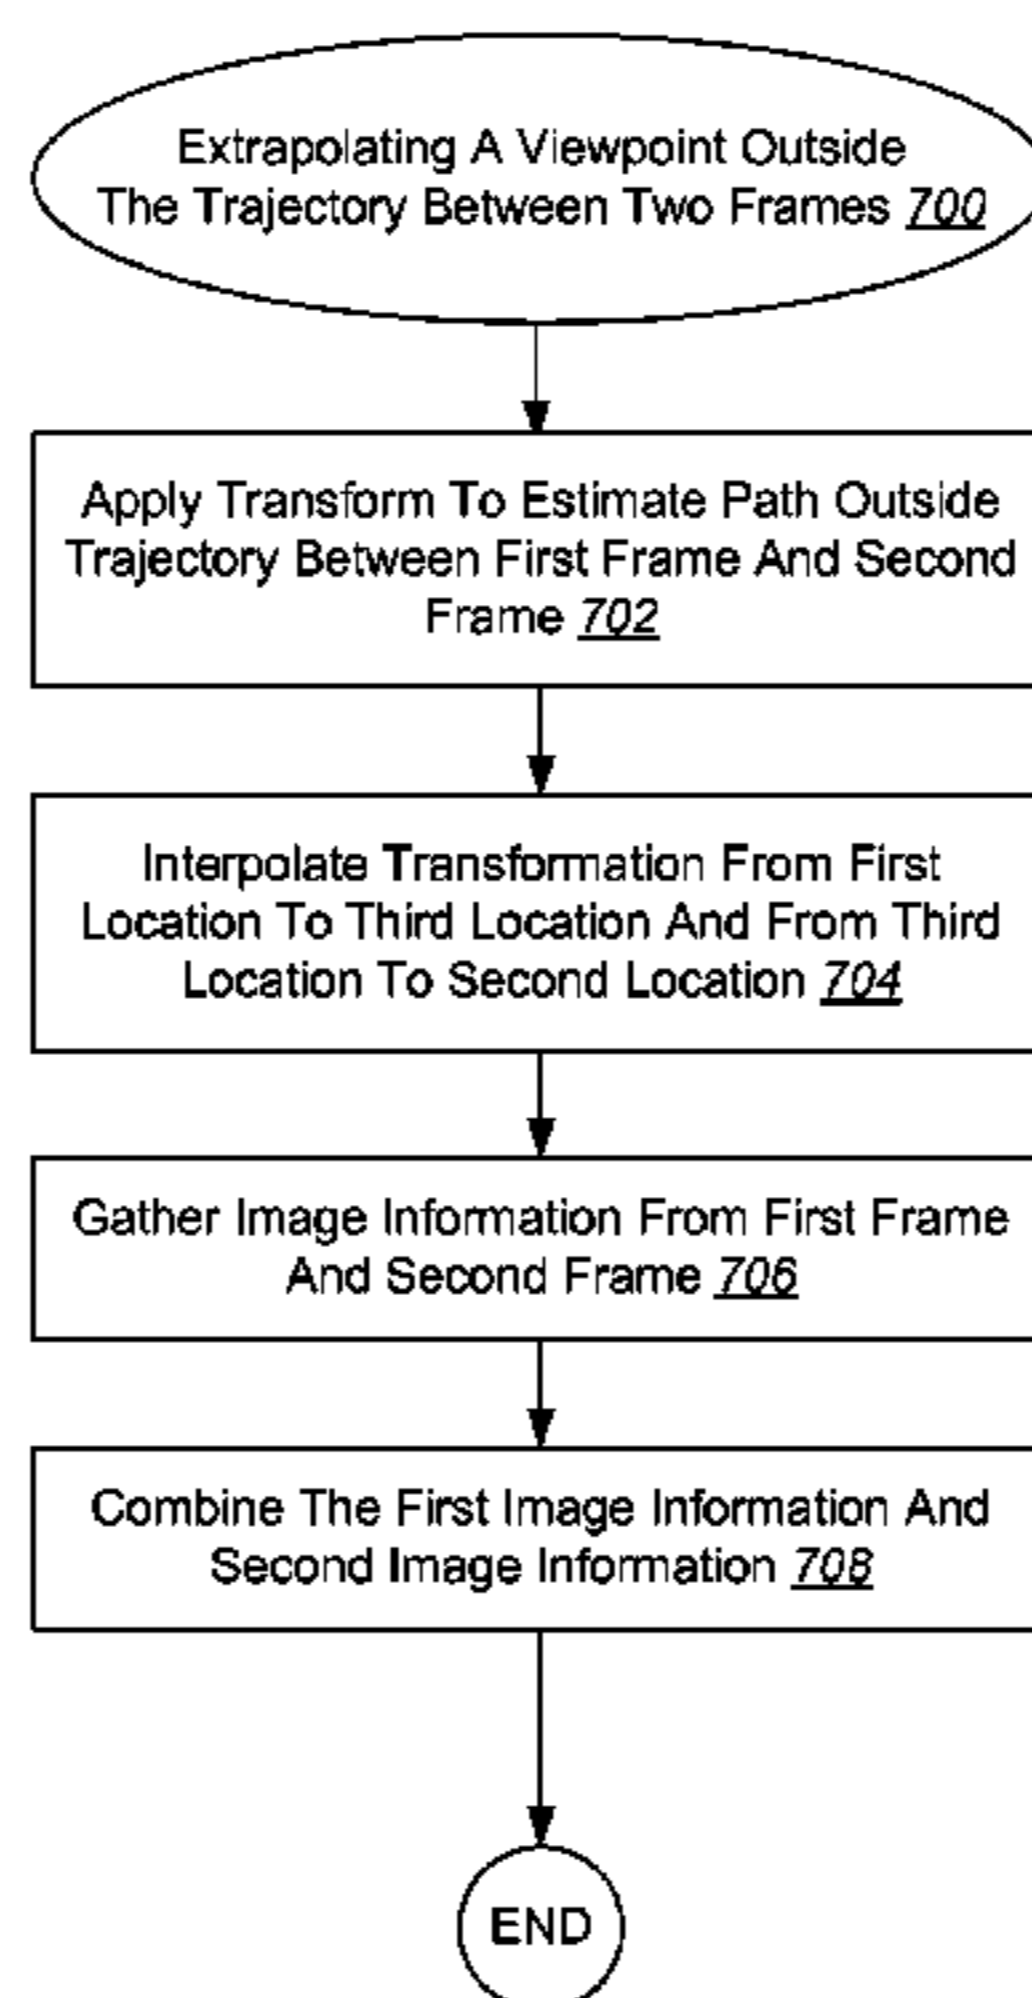 Extrapolating A Viewpoint Outside
The Trajectory Between Two Frames 700
Apply Transform To Estimate Path Outside
Trajectory Between First Frame And Second
Frame 702
Interpolate Transformation From First
Location To Third Location And From Third
Location To Second Location 704
Gather Image Information From First Frame
And Second Frame 706
Combine The First Image Information And
Second Image Information 708
END